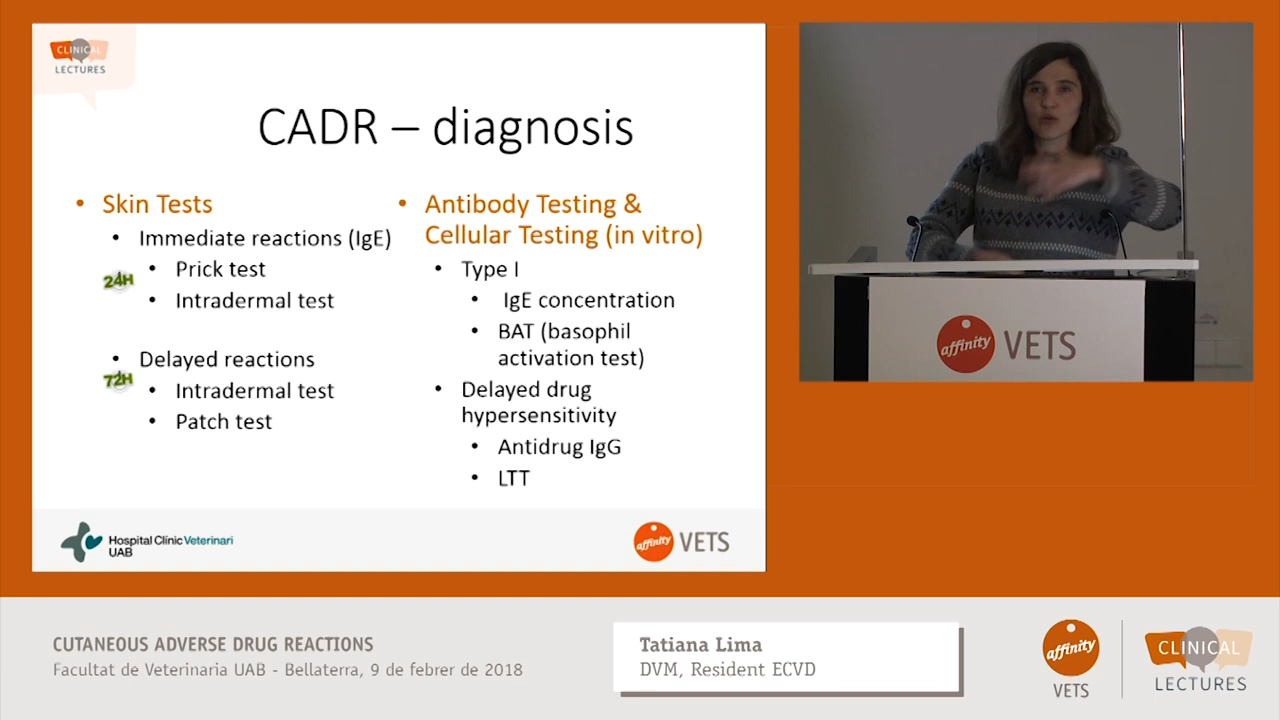 CLINICAL
LECTURES
CADR – diagnosis
• Skin Tests
• Immediate reactions (IgE)
24H
• Prick test
• Intradermal test
• Delayed reactions
72H
• Intradermal test
• Patch test
• Antibody Testing &
Cellular Testing (in vitro)
• Type I
• IgE concentration
• BAT (basophil
activation test)
• Delayed drug
hypersensitivity
• Antidrug IgG
• LTT
Hospital Clínic Veterinari
UAB
affinity VETS
affinity VETS
CUTANEOUS ADVERSE DRUG REACTIONS
Facultat de Veterinaria UAB - Bellaterra, 9 de febrer de 2018
Tatiana Lima
DVM, Resident ECVD
affinity
VETS
CLINICAL
LECTURES